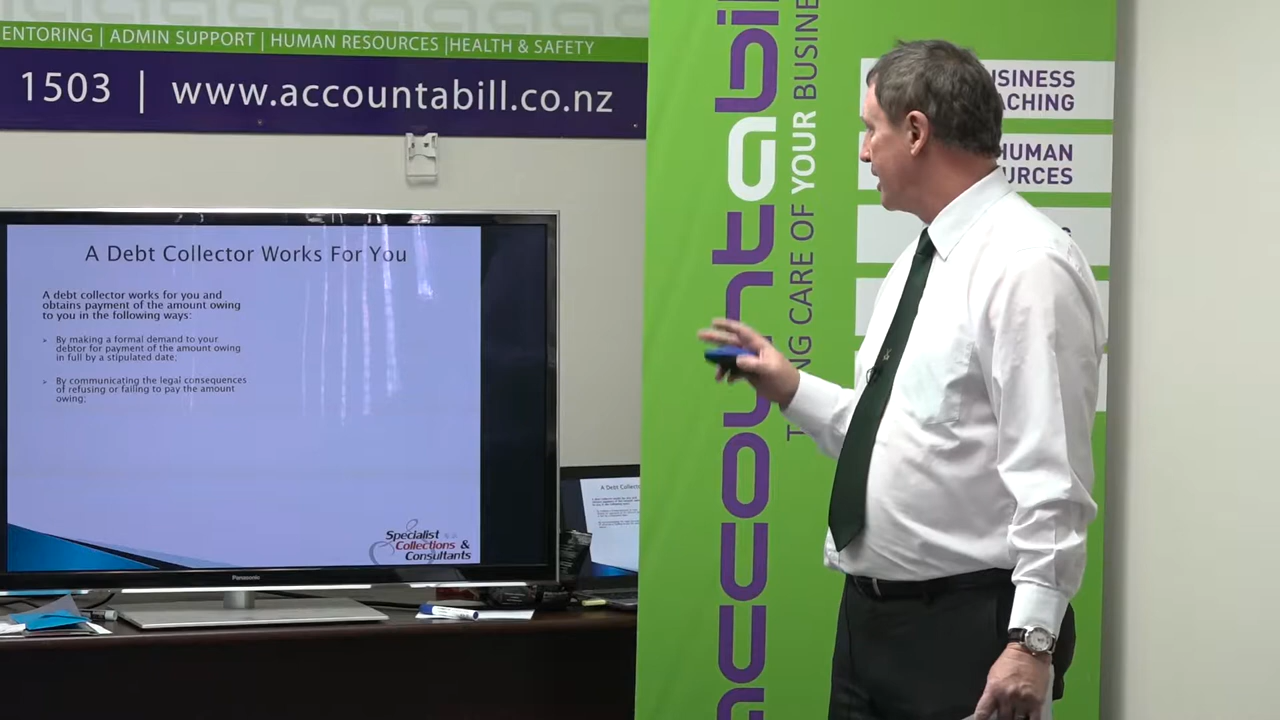 ENTORING | ADMIN SUPPORT | HUMAN RESOURCES |HEALTH & SAFETY
1503 | www.accountabill.co.nz
A Debt Collector Works For You
A debt collector works for you and
obtains payment of the amount owing
to you in the following ways:
> By making a formal demand to your
debtor for payment of the amount owing
in full by a stipulated date;
> By communicating the legal consequences
of refusing or failing to pay the amount
owing;
Specialist
Collections &
Consultants
Panasonic
A Debt Collecto
accountabil
NG CARE OF YOUR BUSINE
USINESS
ACHING
HUMAN
URCES